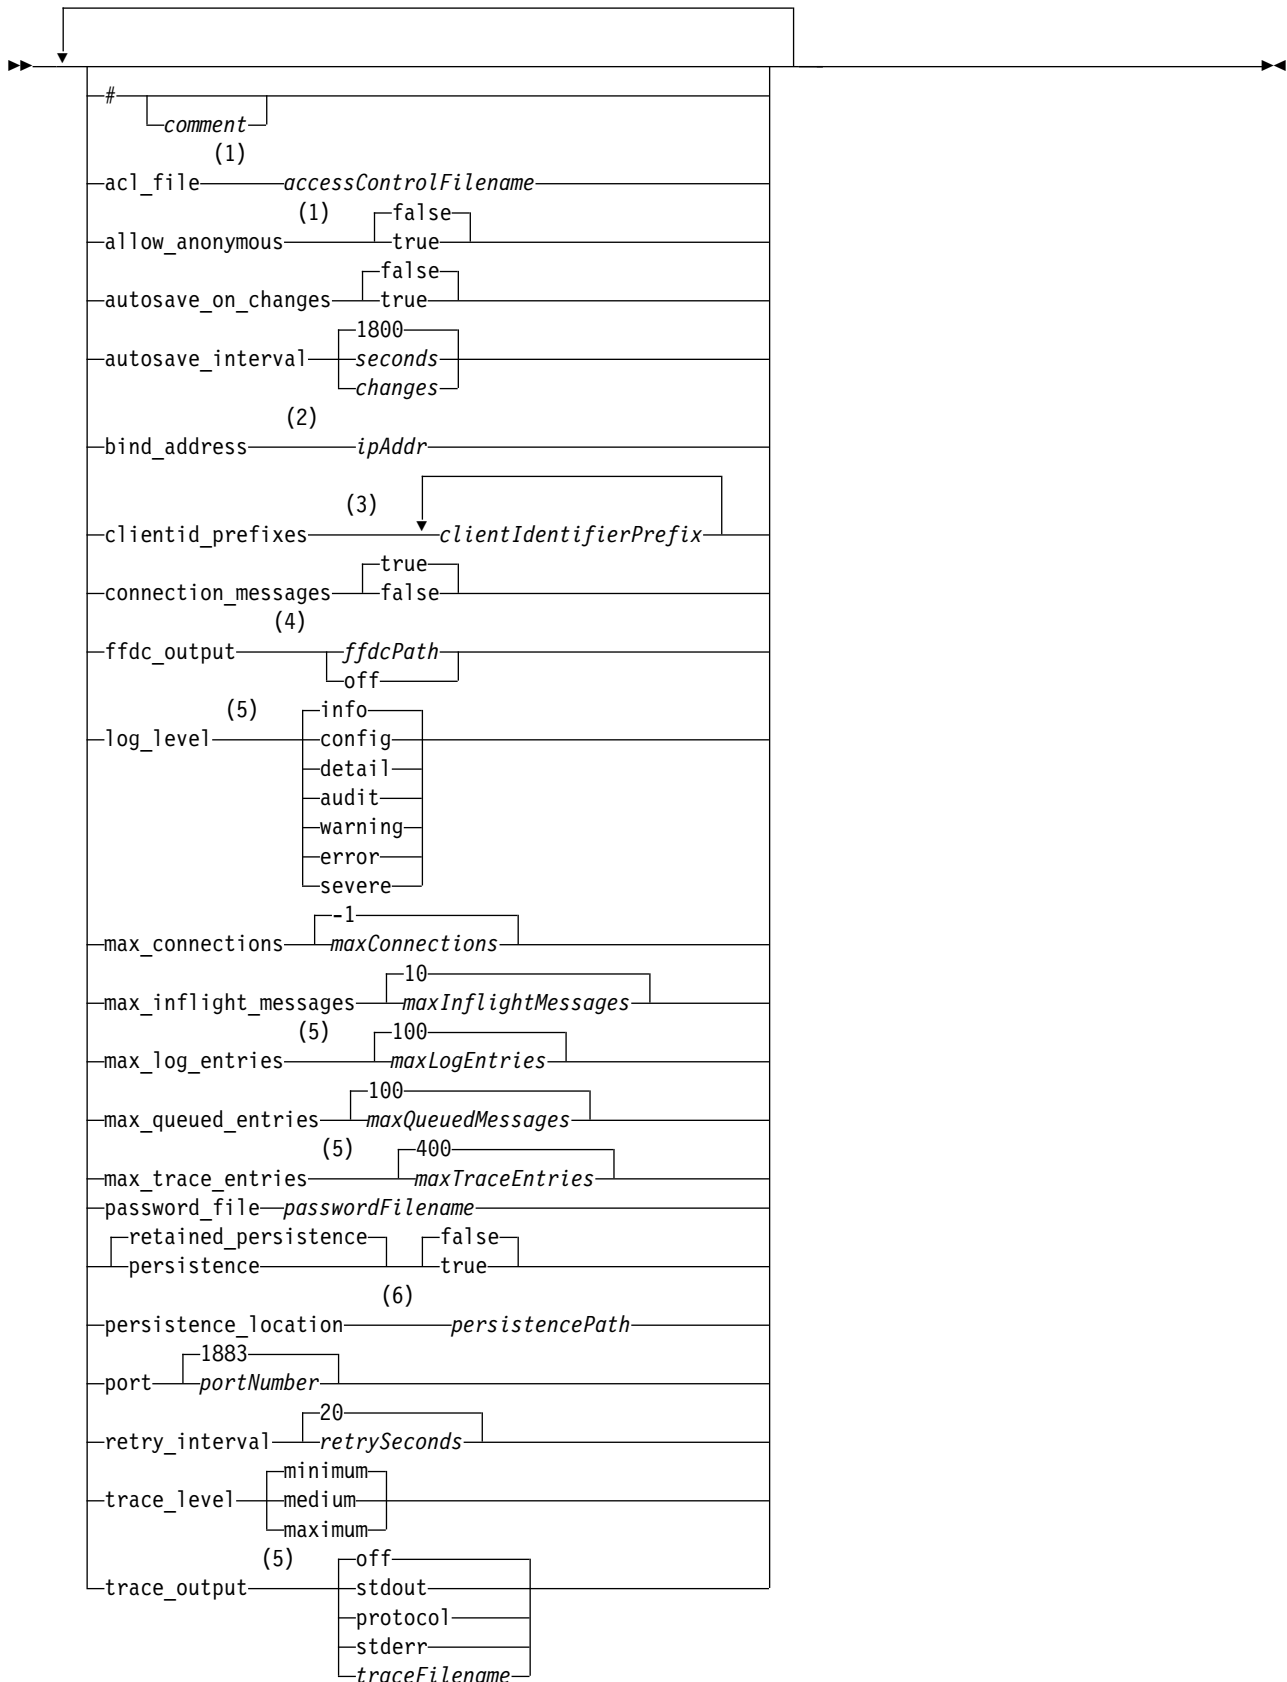 #
comment
(1)
acl_file accessControlFilename
(1) false
allow_anonymous true
false
autosave_on_changes true
1800
autosave_interval seconds
changes
(2)
bind_address ipAddr
(3)
clientid_prefixes clientIdentifierPrefix
true
connection_messages false
(4)
ffdc_output ffdcPath
off
(5) info
log_level config
detail
audit
warning
error
severe
-1
max_connections maxConnections
10
max_inflight_messages maxInflightMessages
(5) 100
max_log_entries maxLogEntries
100
max_queued_entries maxQueuedMessages
(5) 400
max_trace_entries maxTraceEntries
password_file passwordFilename
retained_persistence false
persistence true
(6)
persistence_location persistencePath
1883
port portNumber
20
retry_interval retrySeconds
minimum
trace_level medium
maximum
(5) off
trace_output stdout
protocol
stderr
traceFilename